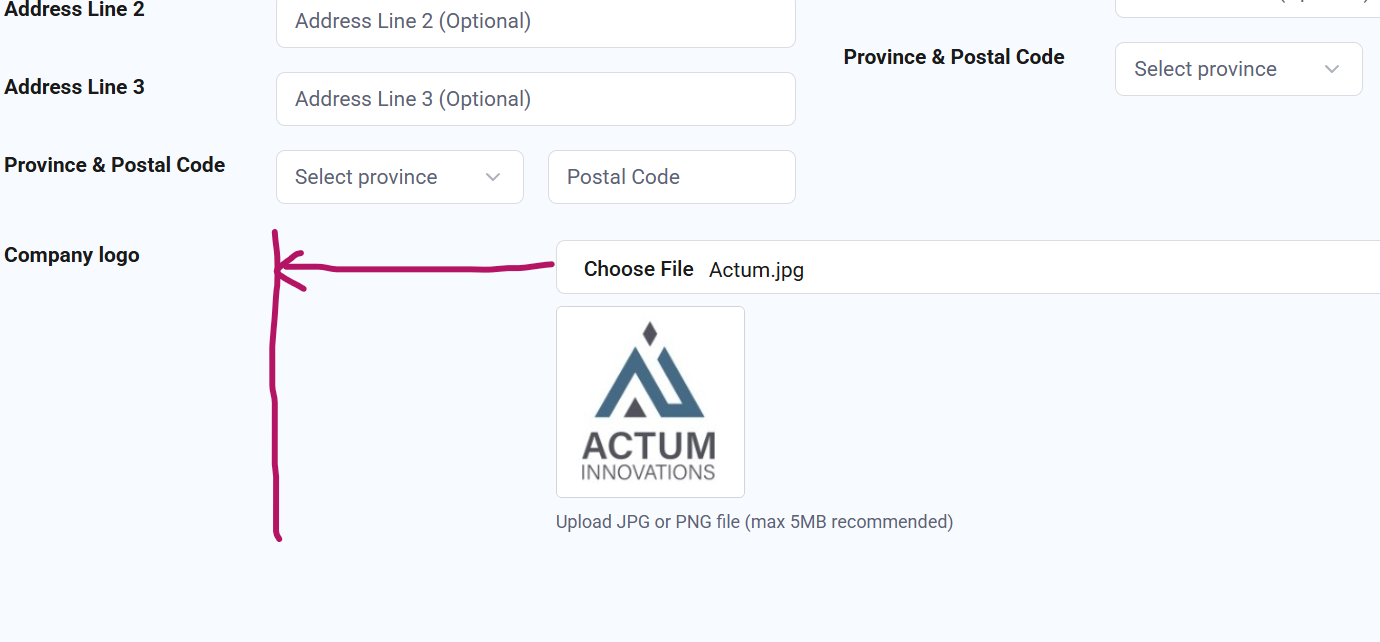 Address Line 2
Address Line 2 (Optional)
Province & Postal Code
Select province
Address Line 3
Address Line 3 (Optional)
Province & Postal Code
Select province
Postal Code
Company logo
Choose File Actum.jpg
ACTUM
INNOVATIONS
Upload JPG or PNG file (max 5MB recommended)